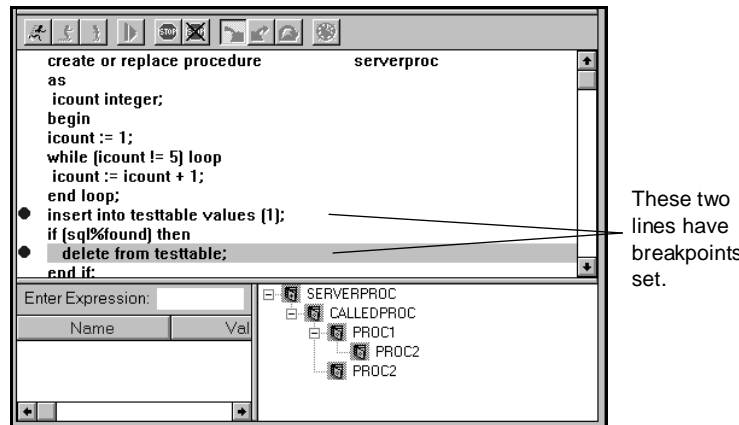 STOP
create or replace procedure serverproc
as
icount integer;
begin
icount := 1;
while (icount != 5) loop
icount := icount + 1;
end loop;
insert into testtable values (1);
if (sql%found) then
delete from testtable;
end if;
These two
lines have
breakpoints
set.
Enter Expression:
Name Val
SERVERPROC
CALLEDPROC
PROC1
PROC2
PROC2